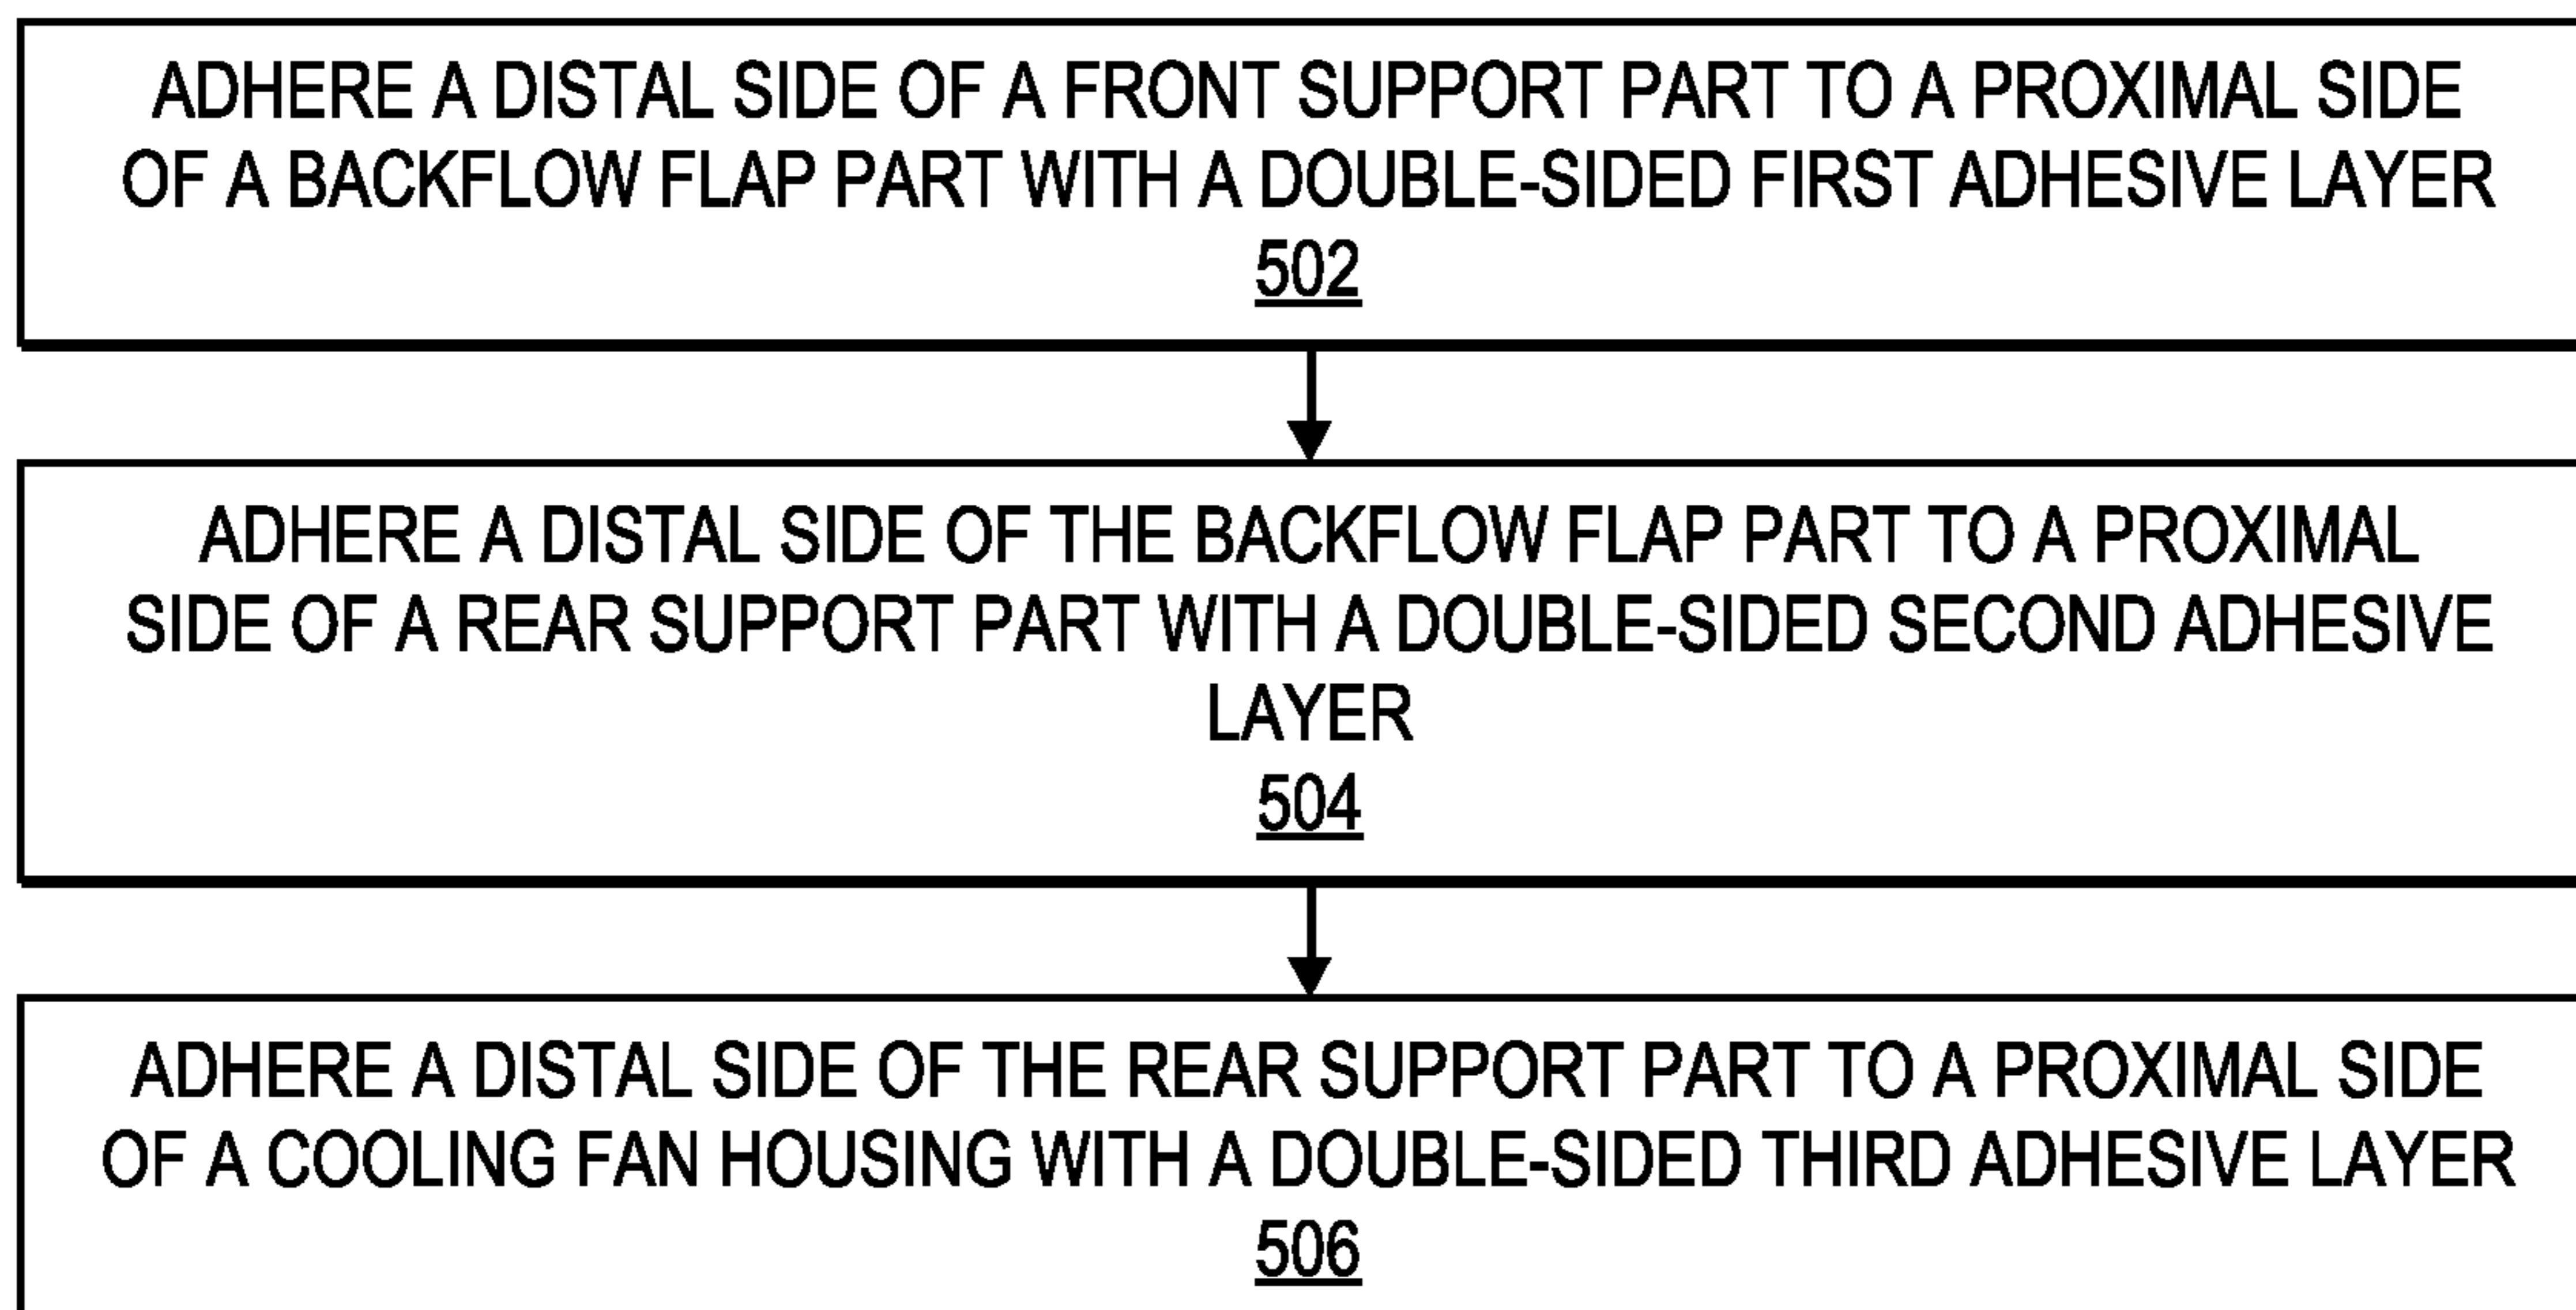 ADHERE A DISTAL SIDE OF A FRONT SUPPORT PART TO A PROXIMAL SIDE
OF A BACKFLOW FLAP PART WITH A DOUBLE-SIDED FIRST ADHESIVE LAYER
502
ADHERE A DISTAL SIDE OF THE BACKFLOW FLAP PART TO A PROXIMAL
SIDE OF A REAR SUPPORT PART WITH A DOUBLE-SIDED SECOND ADHESIVE
LAYER
504
ADHERE A DISTAL SIDE OF THE REAR SUPPORT PART TO A PROXIMAL SIDE
OF A COOLING FAN HOUSING WITH A DOUBLE-SIDED THIRD ADHESIVE LAYER
506